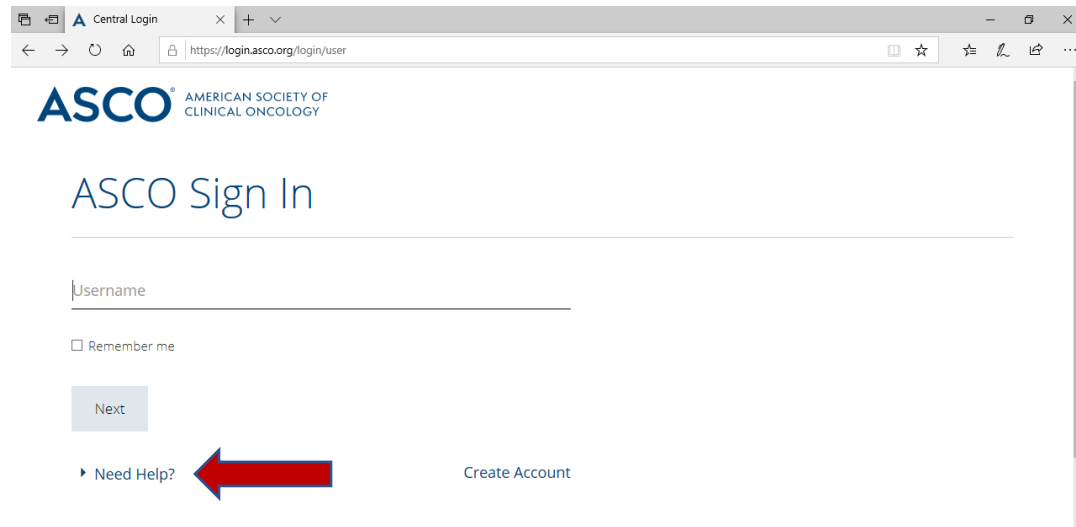 Central Login
https://login.asco.org/login/user
ASCO® AMERICAN SOCIETY OF
CLINICAL ONCOLOGY
ASCO Sign In
Username
Remember me
Next
Need Help?
Create Account